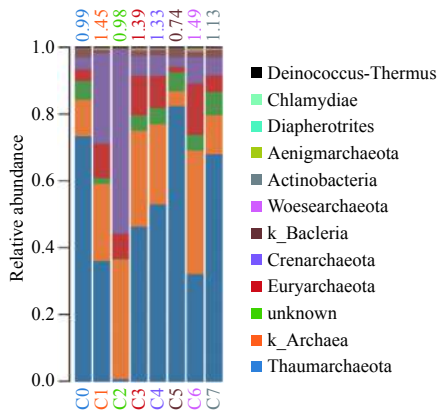 0.99 1.45 0.98 1.39 1.33 0.74 1.49 1.13
Relative abundance
1.0
0.8
0.6
0.4
0.2
0.0
C0 C1 C2 C3 C4 C5 C6 C7
Deinococcus-Thermus
Chlamydiae
Diapherotrites
Aenigmarchaeota
Actinobacteria
Woesearchaeota
k_Bacleria
Crenarchaeota
Euryarchaeota
unknown
k_Archaea
Thaumarchaeota